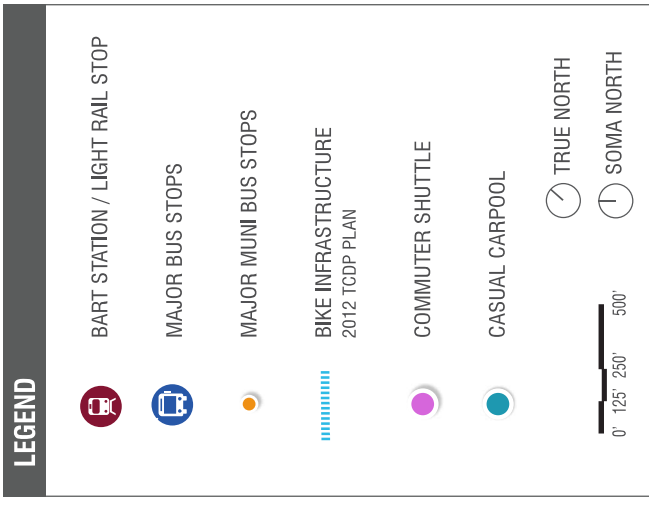 LEGEND
BART STATION / LIGHT RAIL STOP
MAJOR BUS STOPS
MAJOR MUNI BUS STOPS
BIKE INFRASTRUCTURE
2012 TCDP PLAN
COMMUTER SHUTTLE
CASUAL CARPOOL
0' 125' 250' 500'
TRUE NORTH
SOMA NORTH